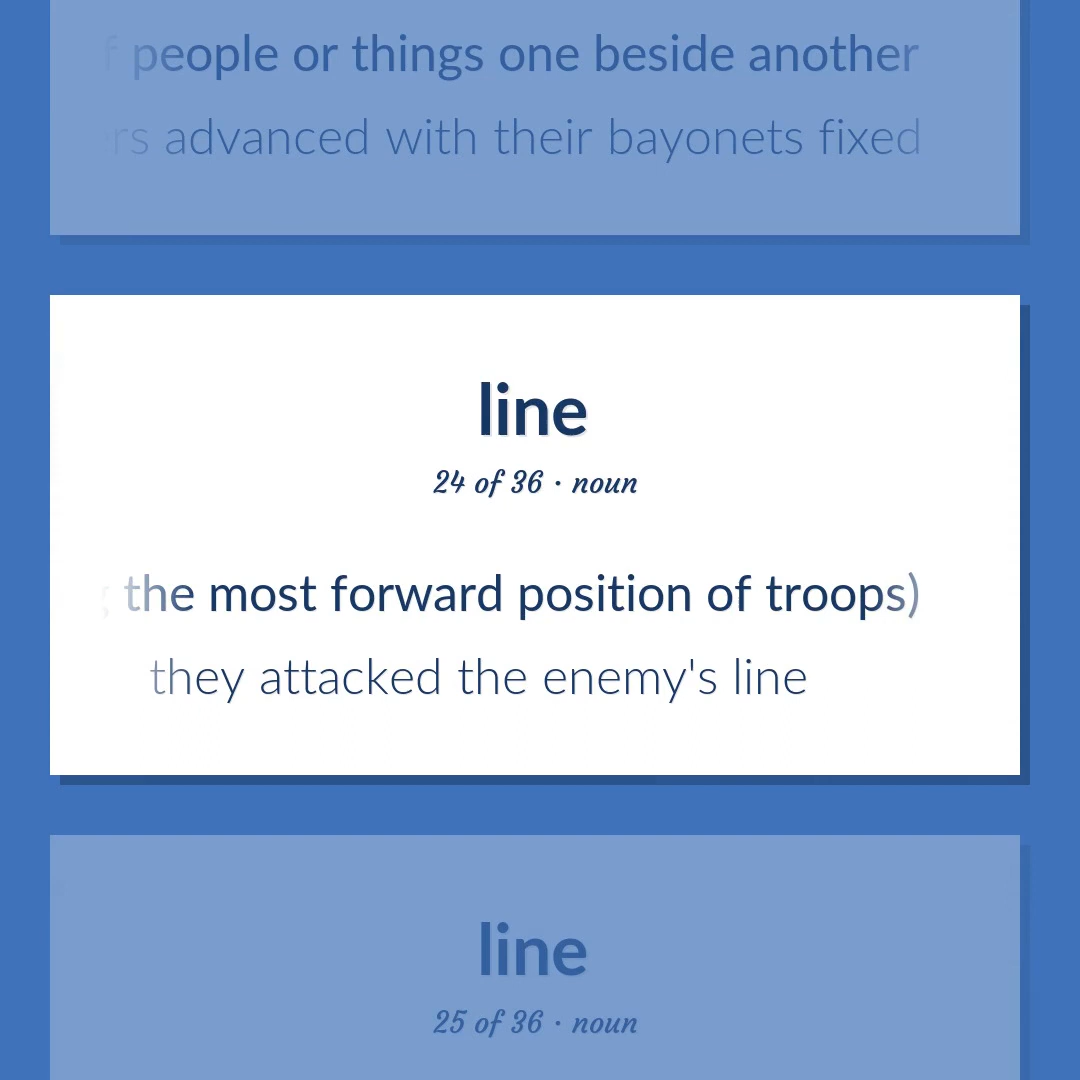 people or things one beside another
advanced with their bayonets fixed
line
24 of 36 · noun
the most forward position of troops)
they attacked the enemy's line
line
25 of 36 · noun